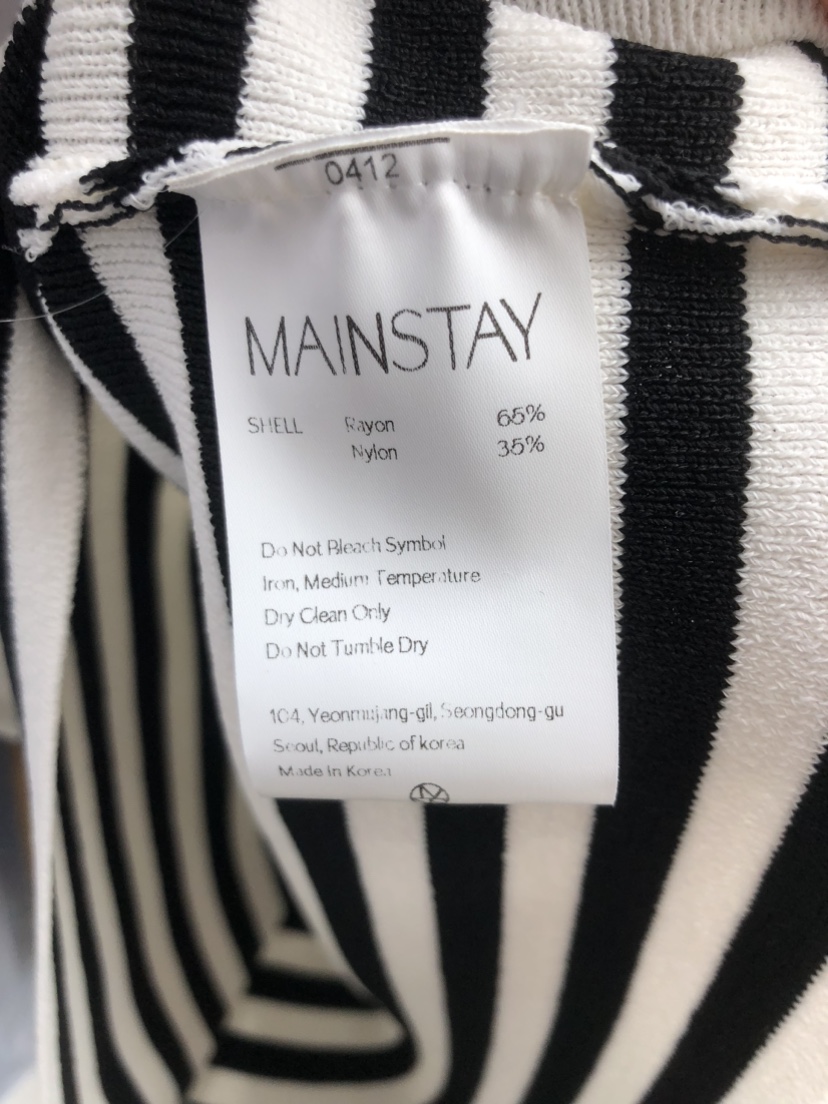 0412
MAINSTAY
SHELL Rayon 65%
Nylon 35%
Do Not Bleach Symbol
Iron, Medium Temperature
Dry Clean Only
Do Not Tumble Dry
104, Yeonmujang-gil, Seongdong-gu
Seoul, Republic of korea
Made In Korea